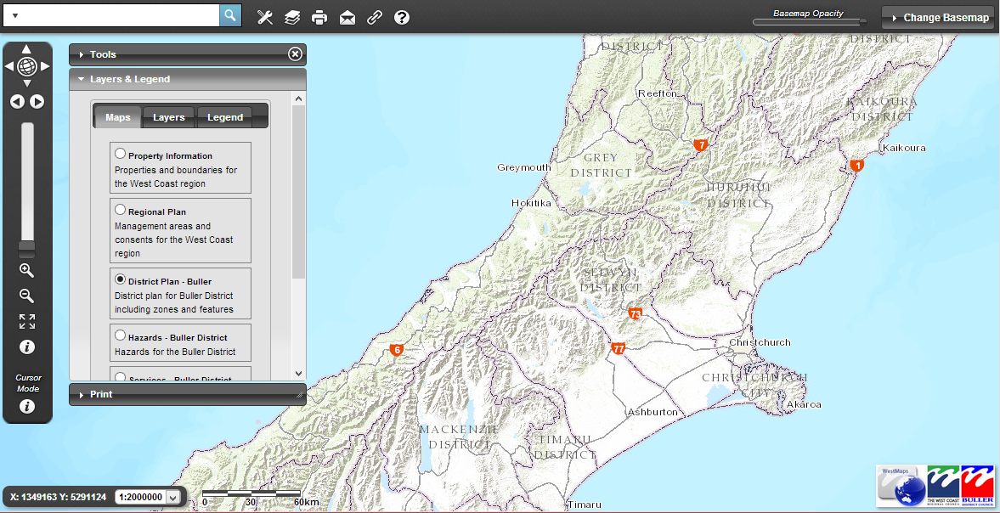 Basemap Opacity
Change Basemap
Tools
Layers & Legend
Maps
Layers
Legend
Property Information
Properties and boundaries for
the West Coast region
Regional Plan
Management areas and
consents for the West Coast
region
District Plan - Buller
District plan for Buller District
including zones and features
Hazards - Buller District
Hazards for the Buller District
Services - Buller District
Print
Cursor
Mode
DISTRICT
DISTRICT
Reefton
KAIKOURA
DISTRICT
7
Kaikoura
GREY
DISTRICT
Greymouth
1
HURUNUI
DISTRICT
Hokitika
SELWYN
DISTRICT
73
6
77
Christchurch
CHRISTCHURCH
CITY
Akaroa
Ashburton
MACKENZIE
DISTRICT
TIMARU
DISTRICT
Timaru
X: 1349163 Y: 5291124
1:2000000
0 30 60km
WestMaps
THE WEST COAST
REGIONAL COUNCIL
BULLER
DISTRICT COUNCIL